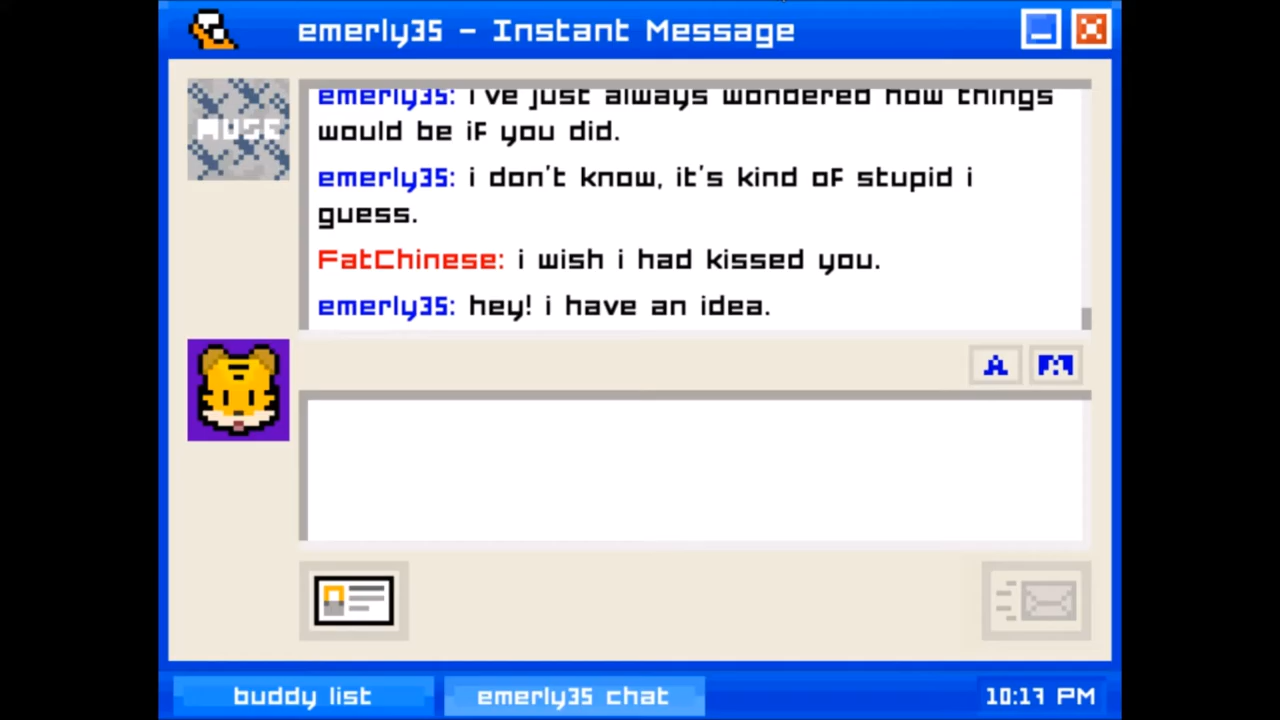 emerly35 - Instant Message
MUSE
emerly35: i've just always wondered how things
would be if you did.
emerly35: i don't know, it's kind of stupid i
guess.
FatChinese: i wish i had kissed you.
emerly35: hey! i have an idea.
A
buddy list
emerly35 chat
10:17 PM